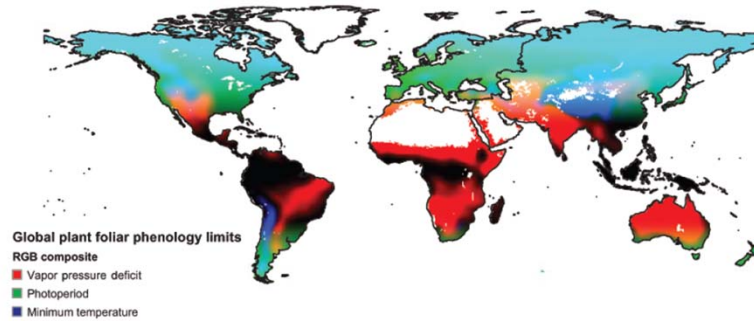 Global plant foliar phenology limits
RGB composite
Vapor pressure deficit
Photoperiod
Minimum temperature